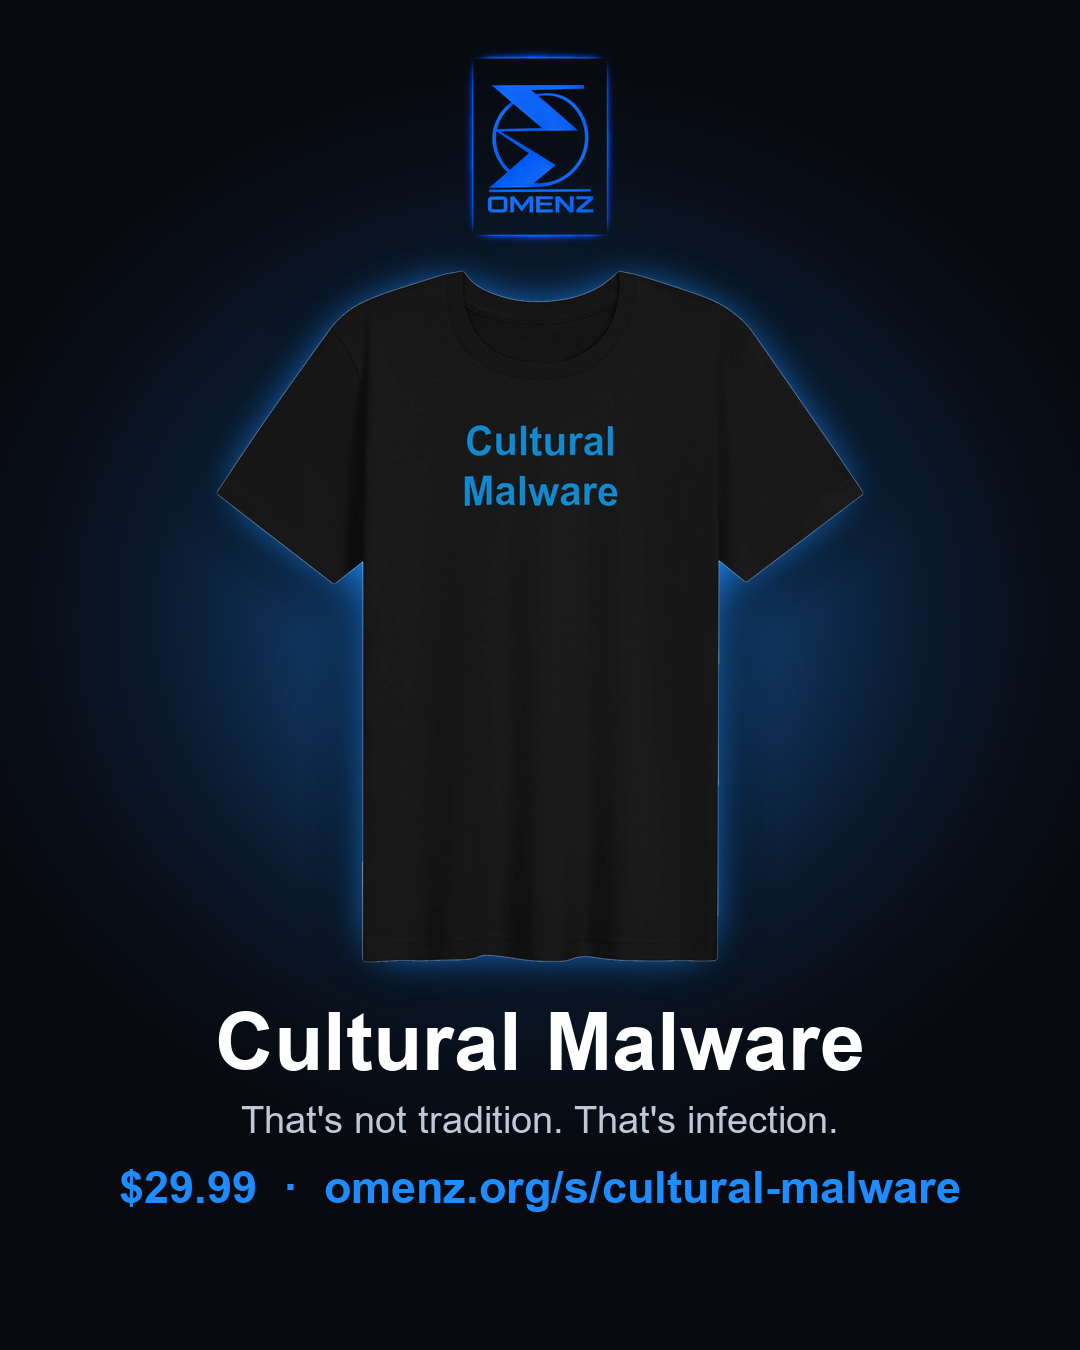 OMENZ
Cultural
Malware
Cultural Malware
That's not tradition. That's infection.
$29.99 · omenz.org/s/cultural-malware